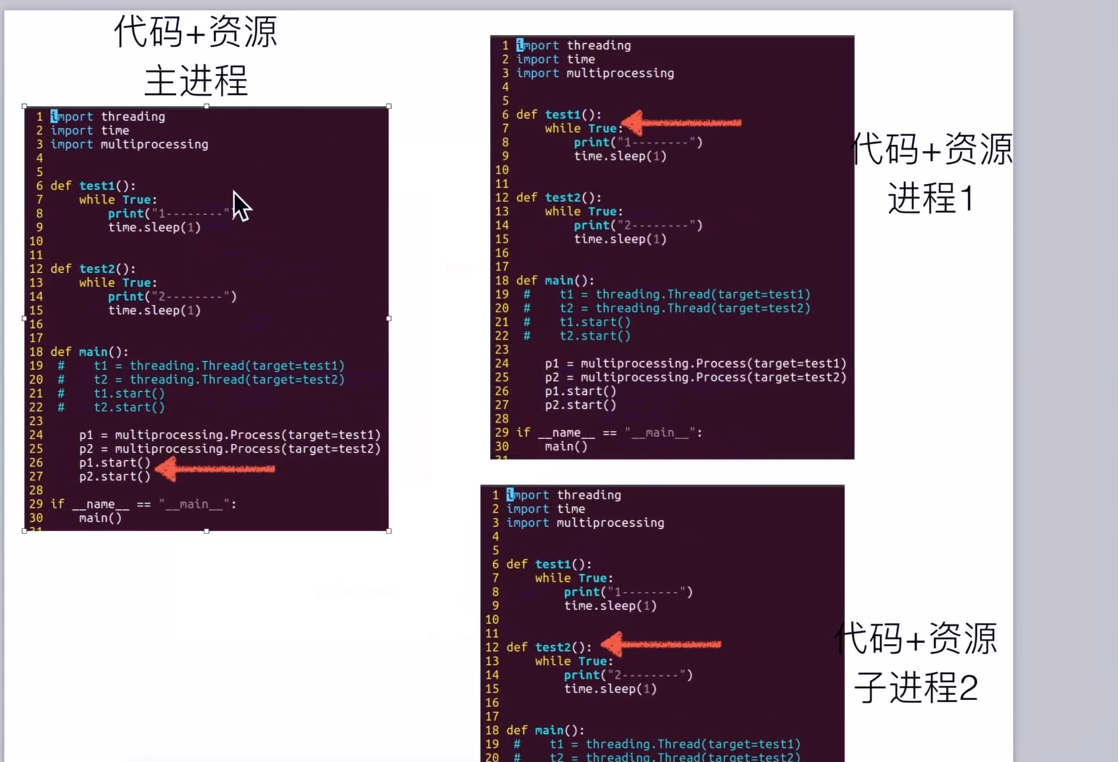 代码+资源
主进程
1 import threading
2 import time
3 import multiprocessing
4
5
6 def test1():
7     while True:
8         print("1--------"
9         time.sleep(1)
10
11
12 def test2():
13     while True:
14         print("2--------")
15         time.sleep(1)
16
17
18 def main():
19 #    t1 = threading.Thread(target=test1)
20 #    t2 = threading.Thread(target=test2)
21 #    t1.start()
22 #    t2.start()
23
24     p1 = multiprocessing.Process(target=test1)
25     p2 = multiprocessing.Process(target=test2)
26     p1.start()
27     p2.start()
28
29 if __name__ == "__main__":
30     main()
1 import threading
2 import time
3 import multiprocessing
4
5
6 def test1():
7     while True:
8         print("1--------")
9         time.sleep(1)
10
11
12 def test2():
13     while True:
14         print("2--------")
15         time.sleep(1)
16
17
18 def main():
19 #    t1 = threading.Thread(target=test1)
20 #    t2 = threading.Thread(target=test2)
21 #    t1.start()
22 #    t2.start()
23
24     p1 = multiprocessing.Process(target=test1)
25     p2 = multiprocessing.Process(target=test2)
26     p1.start()
27     p2.start()
28
29 if __name__ == "__main__":
30     main()
代码+资源
进程1
1 import threading
2 import time
3 import multiprocessing
4
5
6 def test1():
7     while True:
8         print("1--------")
9         time.sleep(1)
10
11
12 def test2():
13     while True:
14         print("2--------")
15         time.sleep(1)
16
17
18 def main():
19 #    t1 = threading.Thread(target=test1)
20 #    t2 = threading.Thread(target=test2)
代码+资源
子进程2